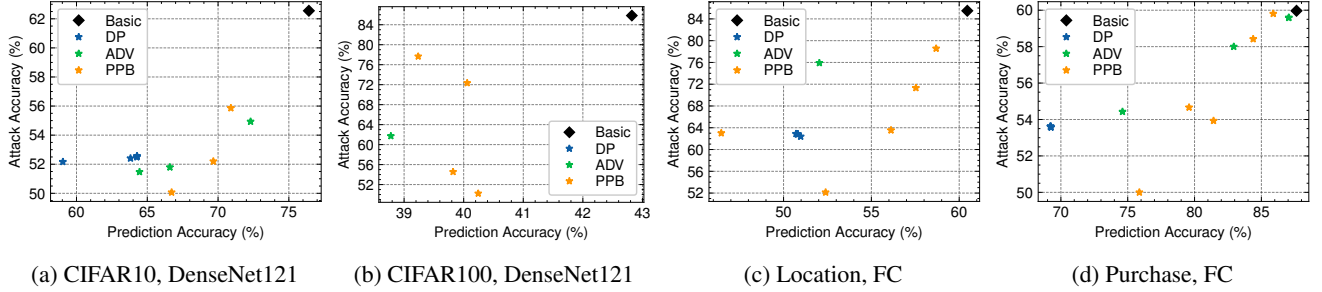 62
60
58
56
54
52
50
Attack Accuracy (%)
Basic
DP
ADV
PPB
60 65 70 75
Prediction Accuracy (%)
(a) CIFAR10, DenseNet121
84
80
76
72
68
64
60
56
52
Attack Accuracy (%)
Basic
DP
ADV
PPB
39 40 41 42 43
Prediction Accuracy (%)
(b) CIFAR100, DenseNet121
84
80
76
72
68
64
60
56
52
Attack Accuracy (%)
Basic
DP
ADV
PPB
50 55 60
Prediction Accuracy (%)
(c) Location, FC
60
58
56
54
52
50
Attack Accuracy (%)
Basic
DP
ADV
PPB
70 75 80 85
Prediction Accuracy (%)
(d) Purchase, FC